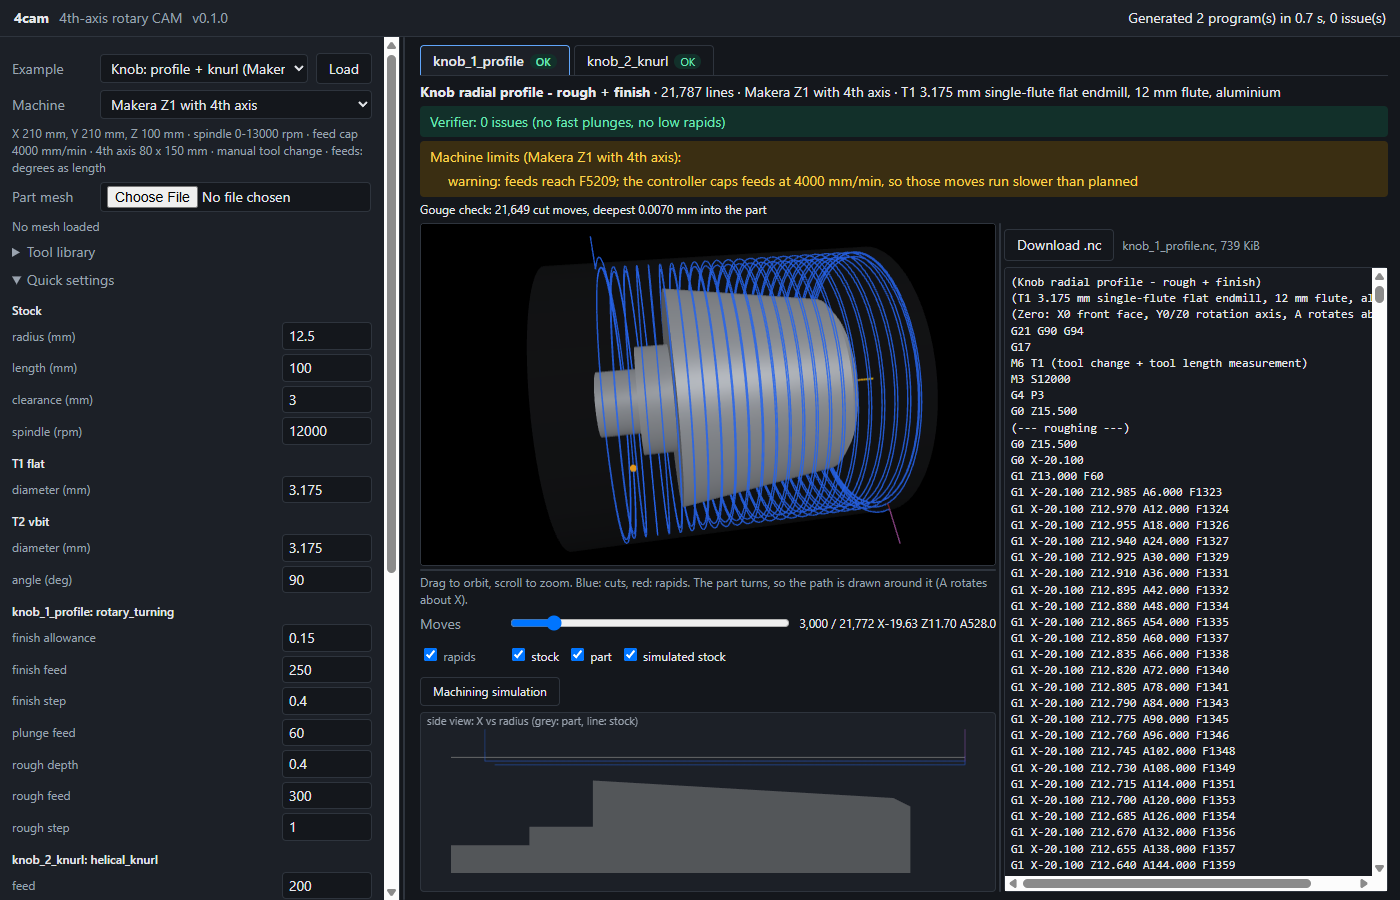 4cam 4th-axis rotary CAM v0.1.0
Generated 2 program(s) in 0.7 s, 0 issue(s)
Example Knob: profile + knurl (Maker Load
Machine Makera Z1 with 4th axis
X 210 mm, Y 210 mm, Z 100 mm · spindle 0-13000 rpm · feed cap
4000 mm/min · 4th axis 80 x 150 mm · manual tool change · feeds:
degrees as length
Part mesh Choose File No file chosen
No mesh loaded
Tool library
Quick settings
Stock
radius (mm) 12.5
length (mm) 100
clearance (mm) 3
spindle (rpm) 12000
T1 flat
diameter (mm) 3.175
T2 vbit
diameter (mm) 3.175
angle (deg) 90
knob_1_profile: rotary_turning
finish allowance 0.15
finish feed 250
finish step 0.4
plunge feed 60
rough depth 0.4
rough feed 300
rough step 1
knob_2_knurl: helical_knurl
feed 200
knob_1_profile OK knob_2_knurl OK
Knob radial profile - rough + finish · 21,787 lines · Makera Z1 with 4th axis · T1 3.175 mm single-flute flat endmill, 12 mm flute, aluminium
Verifier: 0 issues (no fast plunges, no low rapids)
Machine limits (Makera Z1 with 4th axis):
warning: feeds reach F5209; the controller caps feeds at 4000 mm/min, so those moves run slower than planned
Gouge check: 21,649 cut moves, deepest 0.0070 mm into the part
Drag to orbit, scroll to zoom. Blue: cuts, red: rapids. The part turns, so the path is drawn around it (A rotates
about X).
Moves 3,000 / 21,772 X-19.63 Z11.70 A528.0
rapids stock part simulated stock
Machining simulation
side view: X vs radius (grey: part, line: stock)
Download .nc knob_1_profile.nc, 739 KiB
(Knob radial profile - rough + finish)
(T1 3.175 mm single-flute flat endmill, 12 mm flute, al
(Zero: X0 front face, Y0/Z0 rotation axis, A rotates ab
G21 G90 G94
G17
M6 T1 (tool change + tool length measurement)
M3 S12000
G4 P3
G0 Z15.500
(--- roughing ---)
G0 Z15.500
G0 X-20.100
G1 Z13.000 F60
G1 X-20.100 Z12.985 A6.000 F1323
G1 X-20.100 Z12.970 A12.000 F1324
G1 X-20.100 Z12.955 A18.000 F1326
G1 X-20.100 Z12.940 A24.000 F1327
G1 X-20.100 Z12.925 A30.000 F1329
G1 X-20.100 Z12.910 A36.000 F1331
G1 X-20.100 Z12.895 A42.000 F1332
G1 X-20.100 Z12.880 A48.000 F1334
G1 X-20.100 Z12.865 A54.000 F1335
G1 X-20.100 Z12.850 A60.000 F1337
G1 X-20.100 Z12.835 A66.000 F1338
G1 X-20.100 Z12.820 A72.000 F1340
G1 X-20.100 Z12.805 A78.000 F1341
G1 X-20.100 Z12.790 A84.000 F1343
G1 X-20.100 Z12.775 A90.000 F1345
G1 X-20.100 Z12.760 A96.000 F1346
G1 X-20.100 Z12.745 A102.000 F1348
G1 X-20.100 Z12.730 A108.000 F1349
G1 X-20.100 Z12.715 A114.000 F1351
G1 X-20.100 Z12.700 A120.000 F1353
G1 X-20.100 Z12.685 A126.000 F1354
G1 X-20.100 Z12.670 A132.000 F1356
G1 X-20.100 Z12.655 A138.000 F1357
G1 X-20.100 Z12.640 A144.000 F1359